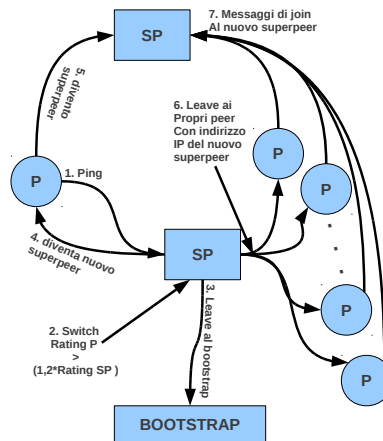 7. Messaggi di join
Al nuovo superpeer
SP
5. divento
superpeer
6. Leave ai
Propri peer
Con indirizzo
IP del nuovo
superpeer
P
P
1. Ping
P
4. diventa nuovo
superpeer
SP
3. Leave al bootstrap
P
2. Switch
Rating P
>
(1,2*Rating SP )
P
BOOTSTRAP